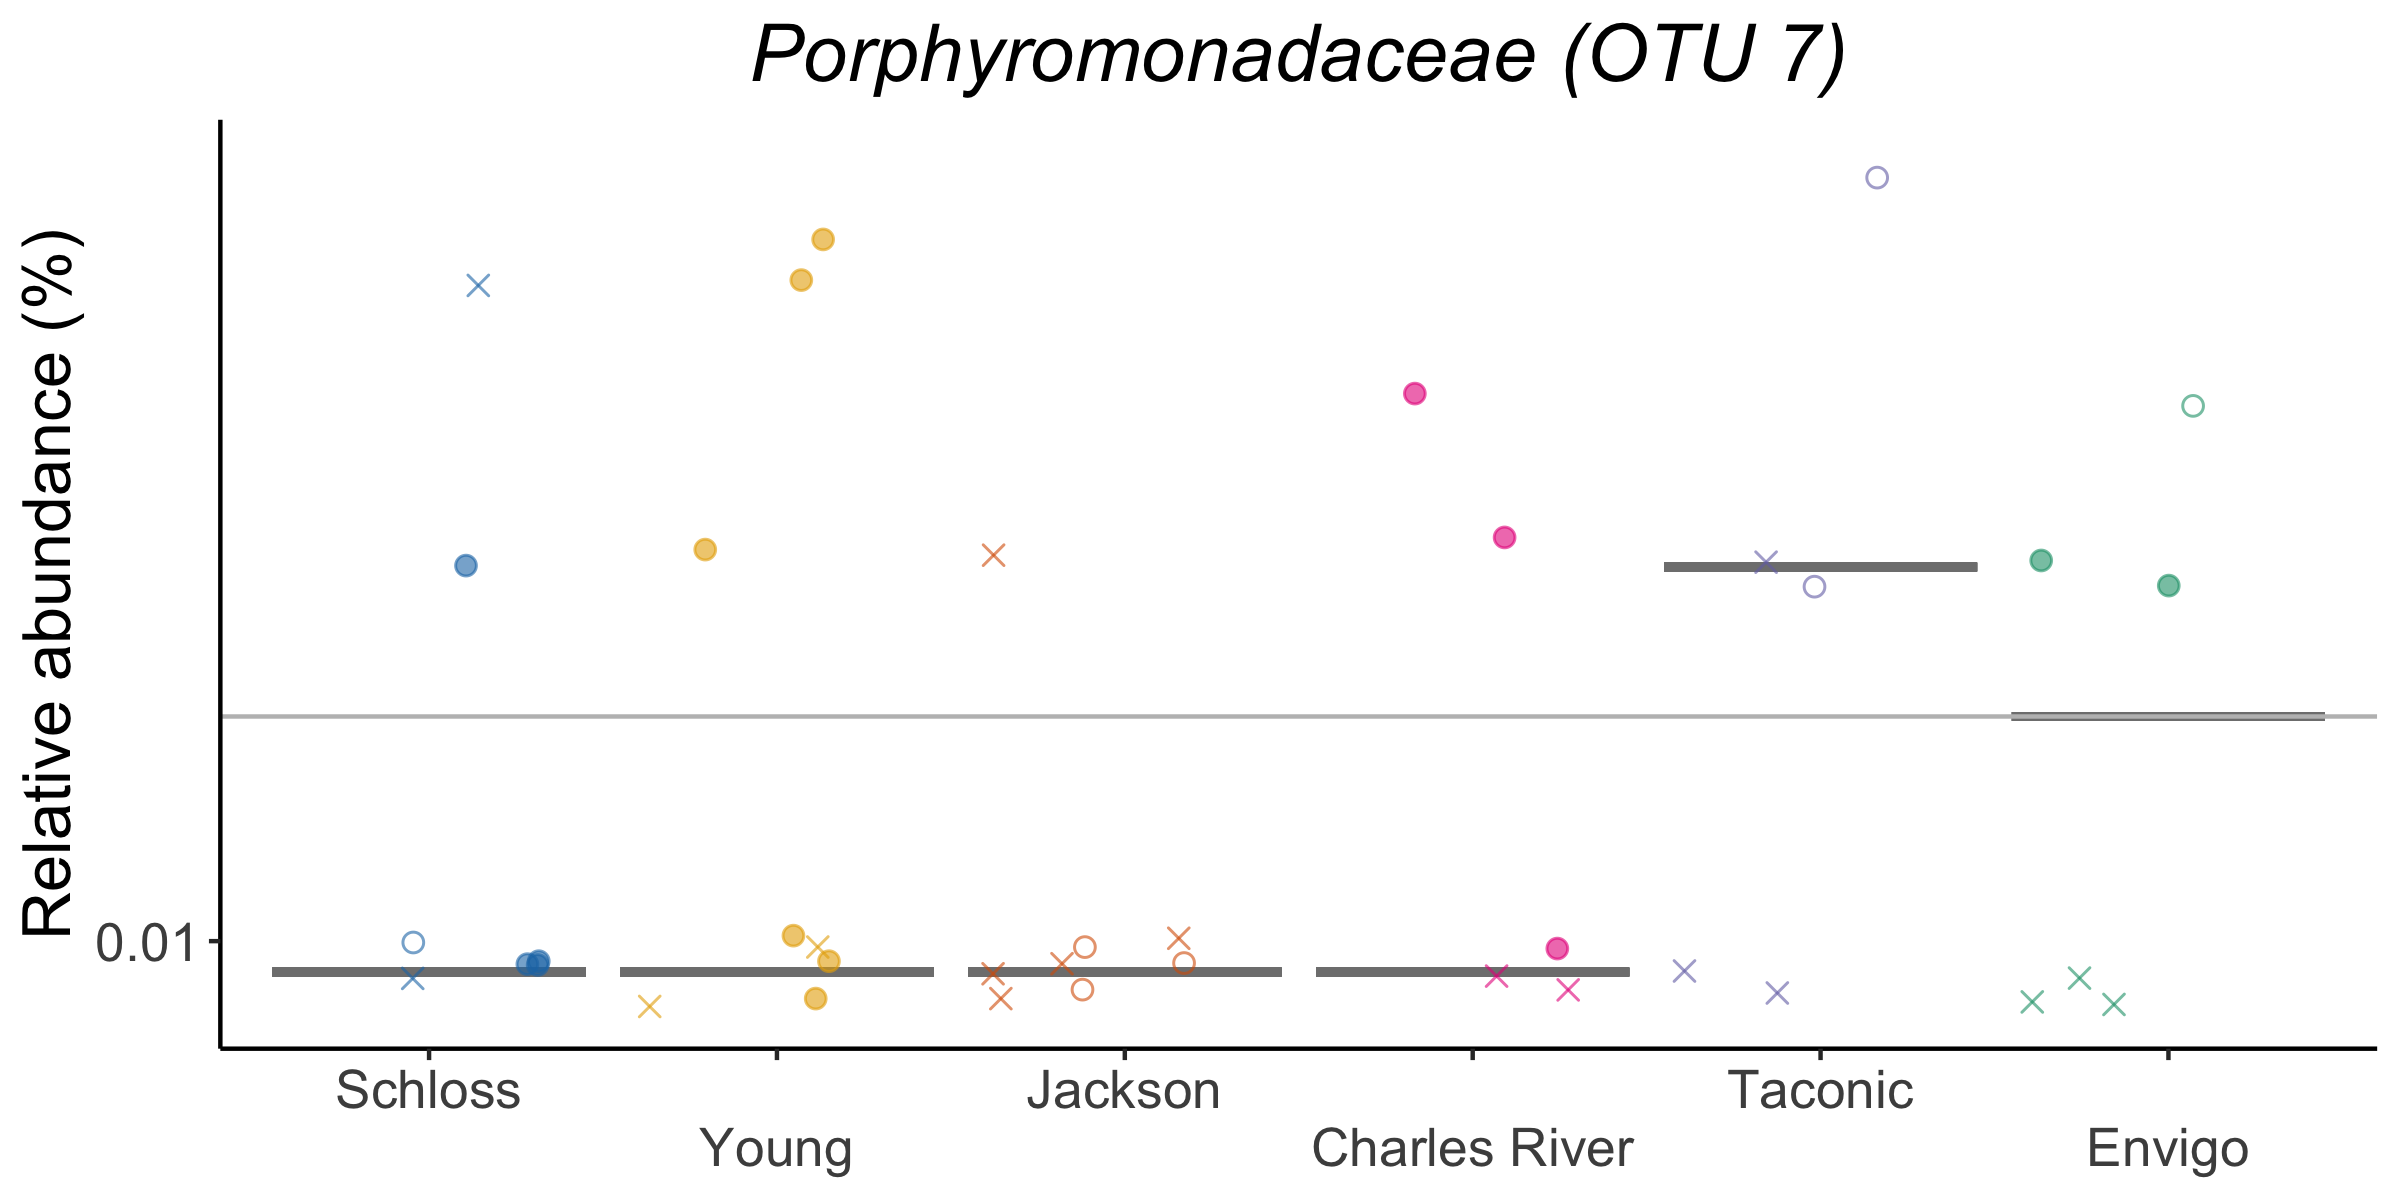 Porphyromonadaceae (OTU 7)
Relative abundance (%)
0.01
Schloss
Young
Jackson
Charles River
Taconic
Envigo